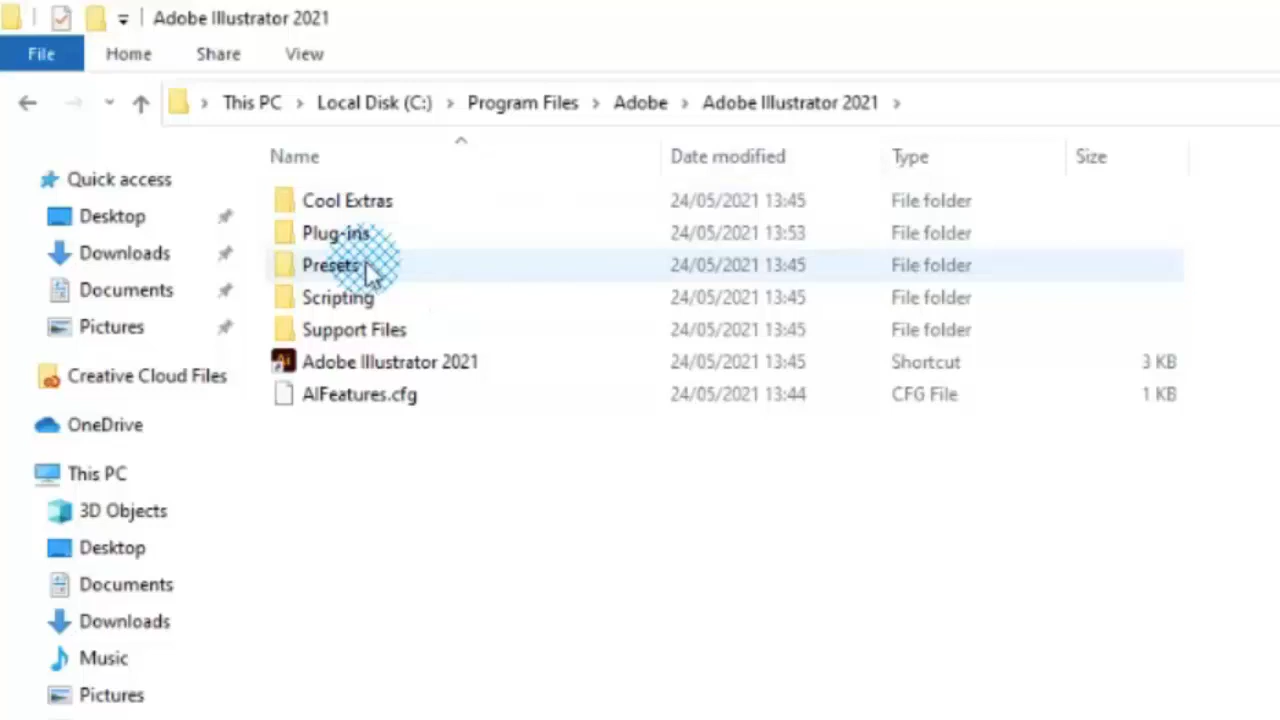 Adobe Illustrator 2021
File Home Share View
This PC Local Disk (C:) Program Files Adobe Adobe Illustrator 2021
Name Date modified Type Size
Quick access
Desktop
Downloads
Documents
Pictures
Creative Cloud Files
OneDrive
This PC
3D Objects
Desktop
Documents
Downloads
Music
Pictures
Cool Extras 24/05/2021 13:45 File folder
Plug-ins 24/05/2021 13:53 File folder
Presets 24/05/2021 13:45 File folder
Scripting 24/05/2021 13:45 File folder
Support Files 24/05/2021 13:45 File folder
Adobe Illustrator 2021 24/05/2021 13:45 Shortcut 3 KB
AIFeatures.cfg 24/05/2021 13:44 CFG File 1 KB